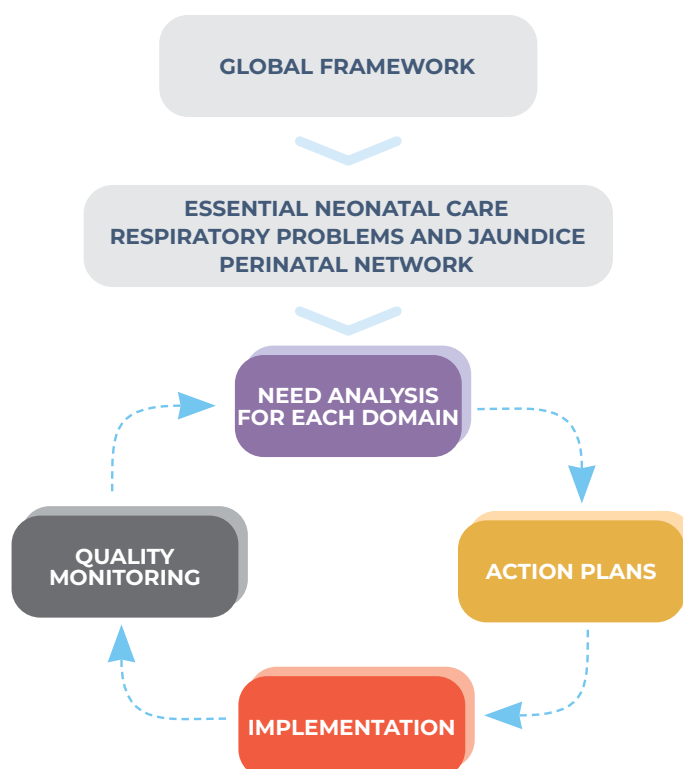 GLOBAL FRAMEWORK
ESSENTIAL NEONATAL CARE
RESPIRATORY PROBLEMS AND JAUNDICE
PERINATAL NETWORK
NEED ANALYSIS
FOR EACH DOMAIN
QUALITY
MONITORING
ACTION PLANS
IMPLEMENTATION